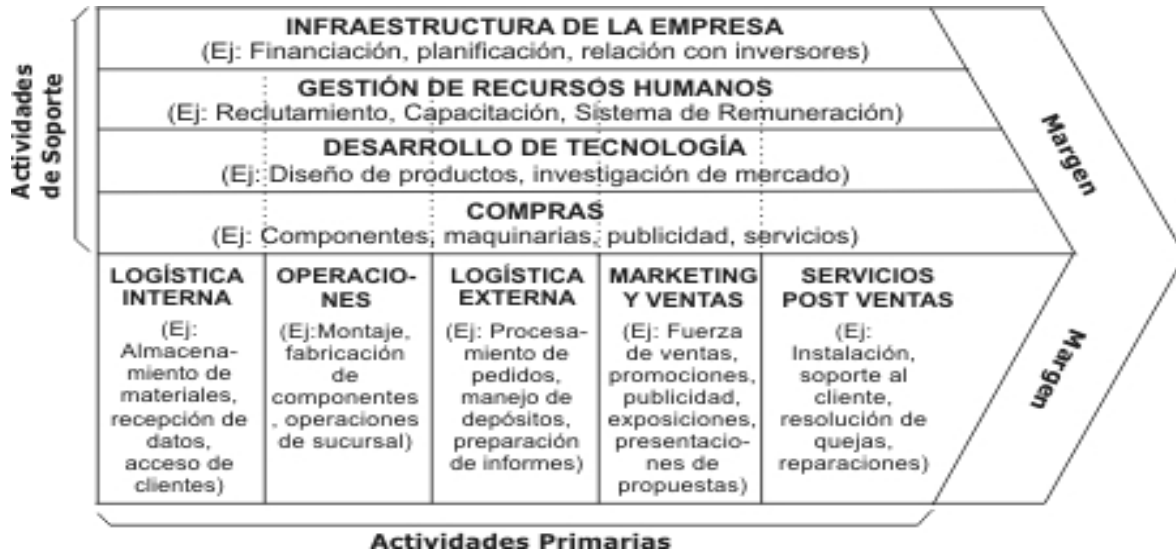 Actividades
de Soporte
INFRAESTRUCTURA DE LA EMPRESA
(Ej: Financiación, planificación, relación con inversores)
GESTIÓN DE RECURSOS HUMANOS
(Ej: Reclutamiento, Capacitación, Sistema de Remuneración)
DESARROLLO DE TECNOLOGÍA
(Ej: Diseño de productos, investigación de mercado)
COMPRAS
(Ej: Componentes, maquinarias, publicidad, servicios)
LOGÍSTICA
INTERNA
(Ej:
Almacena-
miento de
materiales,
recepción de
datos,
acceso de
clientes)
OPERACIO-
NES
(Ej:Montaje,
fabricación
de
componentes
, operaciones
de sucursal)
LOGÍSTICA
EXTERNA
(Ej: Procesa-
miento de
pedidos,
manejo de
depósitos,
preparación
de informes)
MARKETING
Y VENTAS
(Ej: Fuerza
de ventas,
promociones,
publicidad,
exposiciones,
presentacio-
nes de
propuestas)
SERVICIOS
POST VENTAS
(Ej:
Instalación,
soporte al
cliente,
resolución de
quejas,
reparaciones)
Margen
Margen
Actividades Primarias